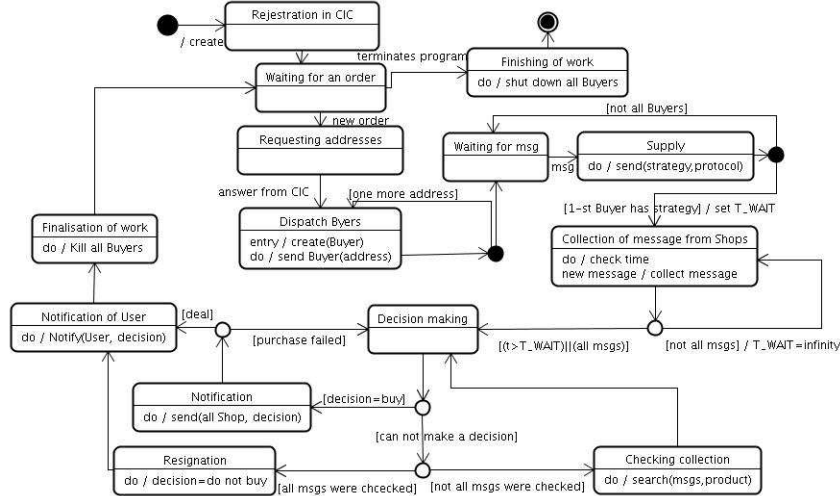 Rejestration in CIC
/ create
terminates program
Finishing of work
do / shut down all Buyers
Waiting for an order
new order
[not all Buyers]
Requesting addresses
Waiting for msg
msg
Supply
do / send(strategy,protocol)
answer from CIC
[one more address]
[1-st Buyer has strategy] / set T_WAIT
Dispatch Byers
entry / create(Buyer)
do / send Buyer(address)
Finalisation of work
do / Kill all Buyers
Collection of message from Shops
do / check time
new message / collect message
Notification of User
do / Notify(User, decision)
[deal]
[purchase failed]
Decision making
[(t>T_WAIT)||(all msgs)]
[not all msgs] / T_WAIT=infinity
Notification
do / send(all Shop, decision)
[decision=buy]
[can not make a decision]
Resignation
do / decision=do not buy
[all msgs were chcecked]
[not all msgs were checked]
Checking collection
do / search(msgs,product)